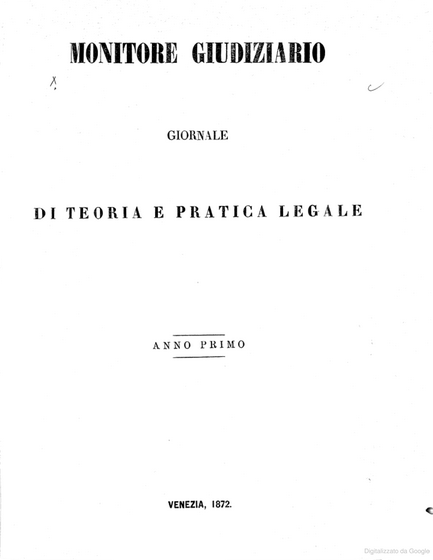 MONITORE GIUDIZIARIO
GIORNALE
DI TEORIA E PRATICA LEGALE
ANNO PRIMO
VENEZIA, 1872.
Digitalizzato da Google